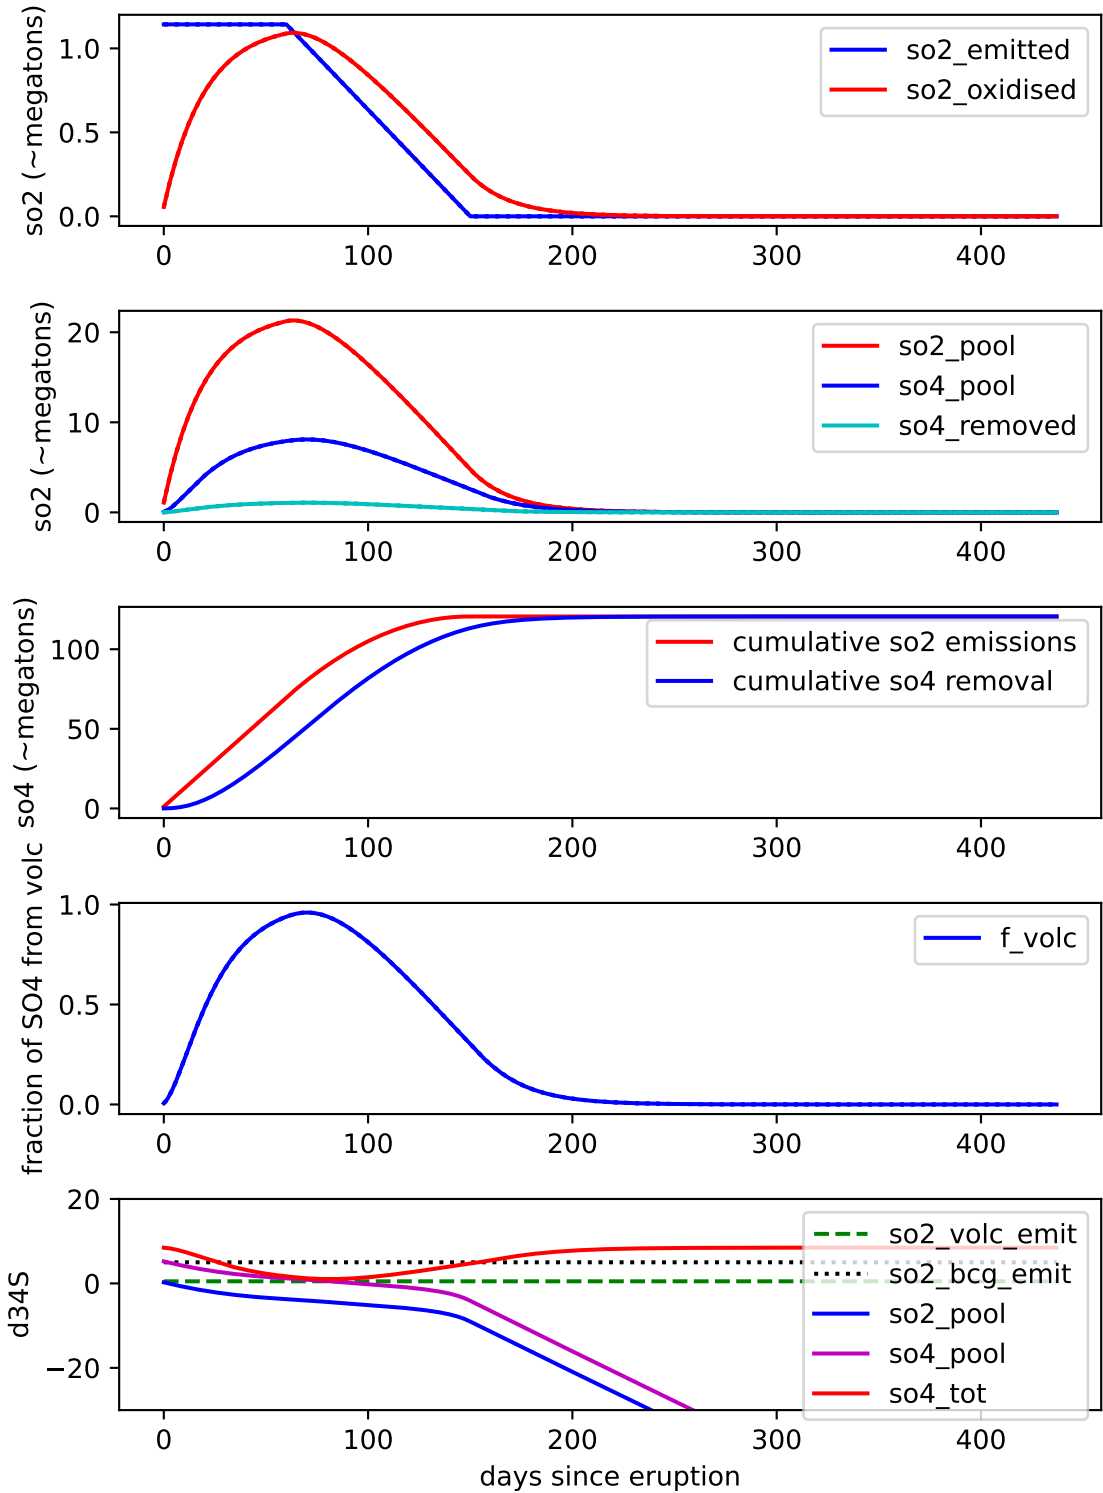 so2 (~megatons)
1.0
0.5
0.0
so2_emitted
so2_oxidised
0 100 200 300 400
so2 (~megatons)
20
10
0
so2_pool
so4_pool
so4_removed
0 100 200 300 400
so4 (~megatons)
100
50
0
cumulative so2 emissions
cumulative so4 removal
0 100 200 300 400
fraction of SO4 from volc
1.0
0.5
0.0
f_volc
0 100 200 300 400
d34S
20
0
−20
so2_volc_emit
so2_bcg_emit
so2_pool
so4_pool
so4_tot
0 100 200 300 400
days since eruption